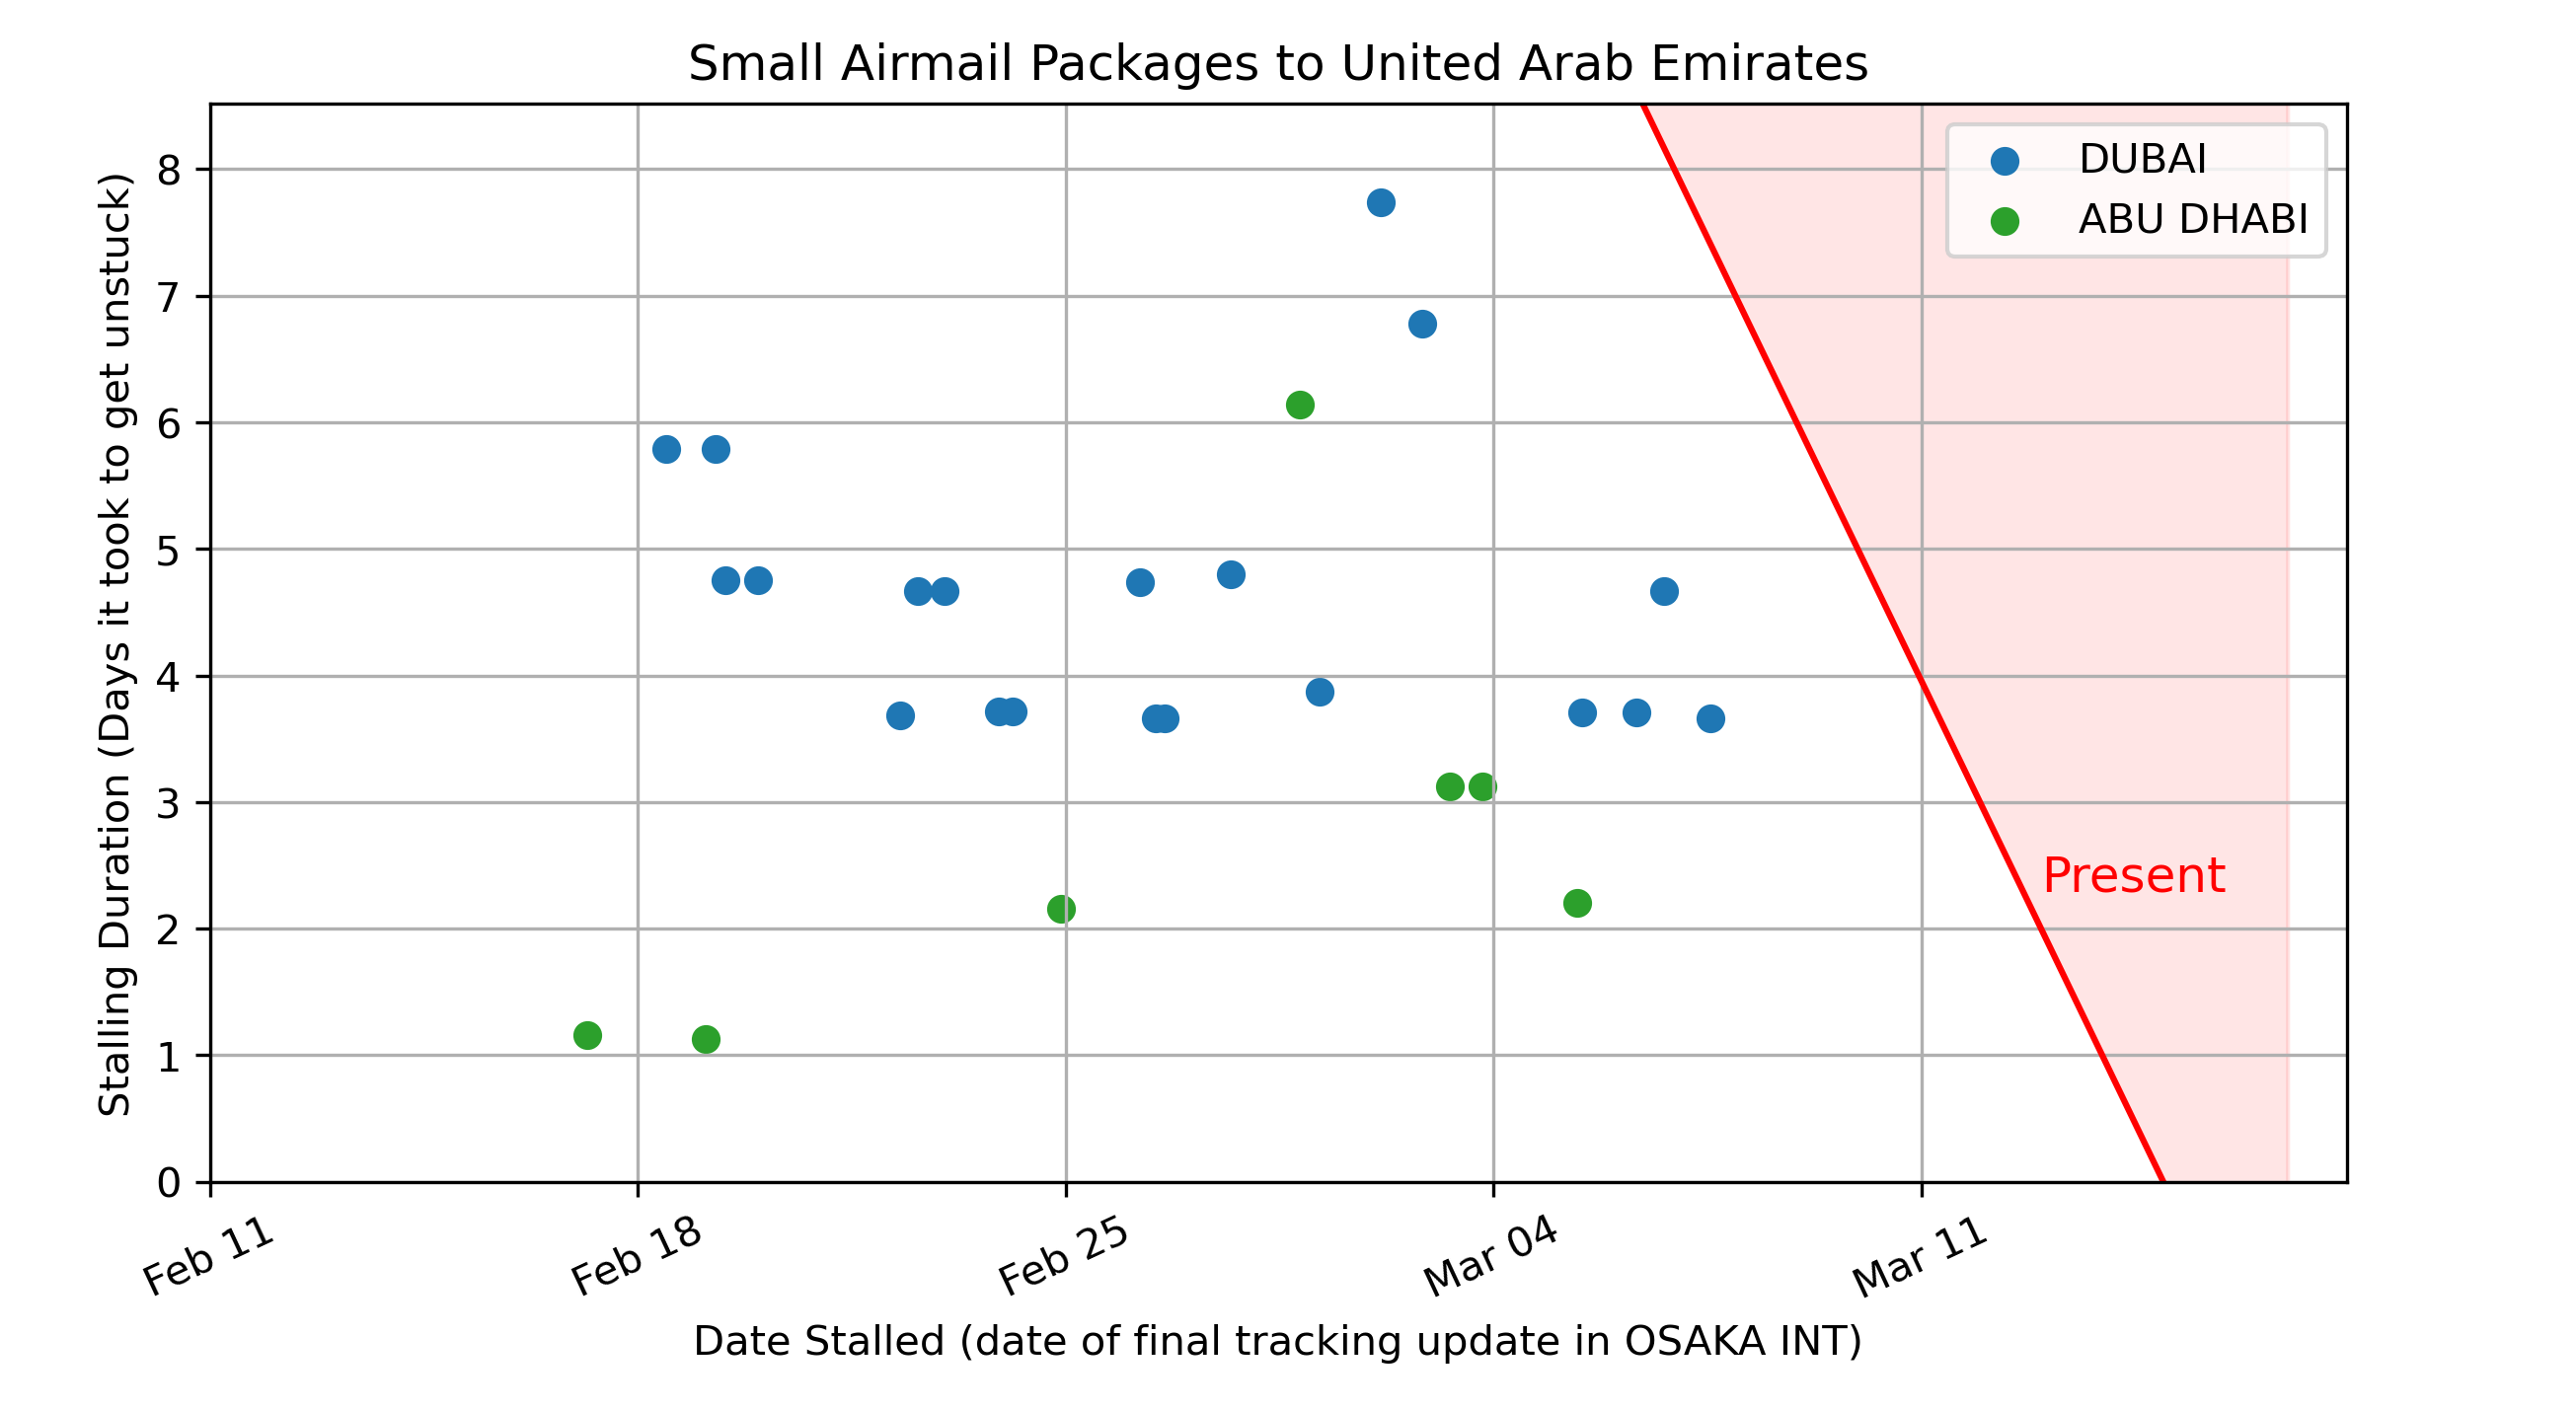 Small Airmail Packages to United Arab Emirates
Stalling Duration (Days it took to get unstuck)
8
7
6
5
4
3
2
1
0
DUBAI
ABU DHABI
Present
Feb 11
Feb 18
Feb 25
Mar 04
Mar 11
Date Stalled (date of final tracking update in OSAKA INT)